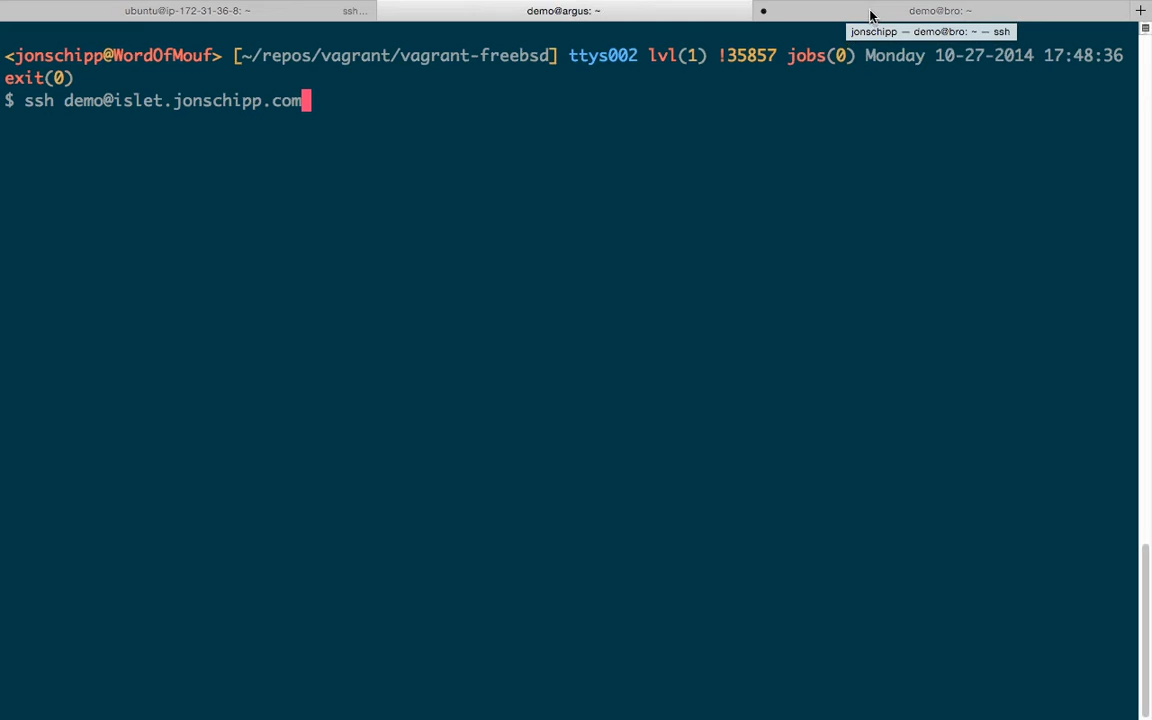 ubuntu@ip-172-31-36-8: ~ ssh... demo@argus: ~ demo@bro: ~ +
jonschipp — demo@bro: ~ — ssh
<jonschipp@WordOfMouf> [~/repos/vagrant/vagrant-freebsd] ttys002 lvl(1) !35857 jobs(0) Monday 10-27-2014 17:48:36
exit(0)
$ ssh demo@islet.jonschipp.com